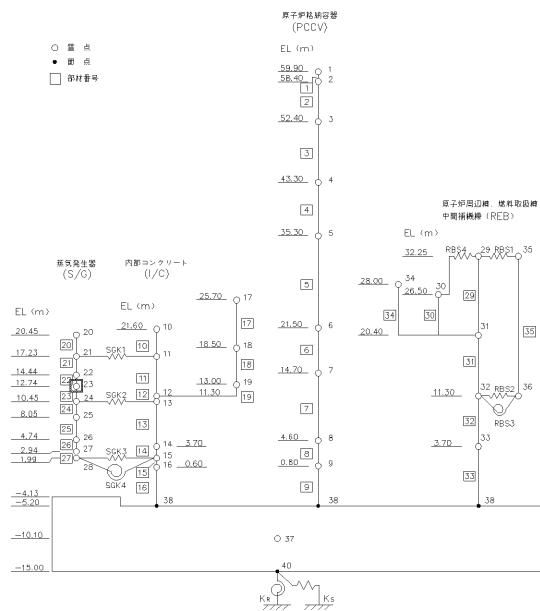 原子炉格納容器
(PCCV)
EL (m)
○ 質 点
● 節 点
□ 部材番号
59.90 1
58.40 2
1
2
52.40 3
3
43.30 4
4
35.30 5
5
21.50 6
6
14.70 7
7
4.60 8
8
0.80 9
9
38
原子炉周辺棟、燃料取扱棟
中間補機棟 (REB)
EL (m)
32.25 RBS4 29 RBS1 35
28.00 34
26.50 30
29
34 30
20.40 31
35
31
11.30 32 RBS2 36
RBS3
32
3.70 33
33
38
蒸気発生器
(S/G)
EL (m)
20.45 20
20
17.23 21 SGK1
21
14.44 22
22
12.74 23
23
10.45 24 SGK2
24
8.05 25
25
4.74 26
26
2.94 27 SGK3
1.99 27 28
SGK4
内部コンクリート
(I/C)
EL (m)
21.60 10
10
11
11
12
12
13
13
14 3.70
14
15
15
16 0.60
16
38
25.70 17
17
18.50 18
18
13.00 19
11.30 19
-4.13
-5.20
-10.10 37
-15.00 40
KR KS